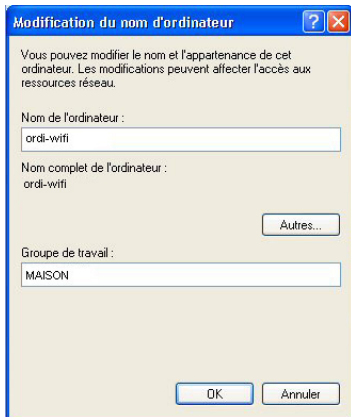 Modification du nom d'ordinateur
Vous pouvez modifier le nom et l'appartenance de cet
ordinateur. Les modifications peuvent affecter l'accès aux
ressources réseau.
Nom de l'ordinateur :
ordi-wifi
Nom complet de l'ordinateur :
ordi-wifi
Autres...
Groupe de travail :
MAISON
OK
Annuler